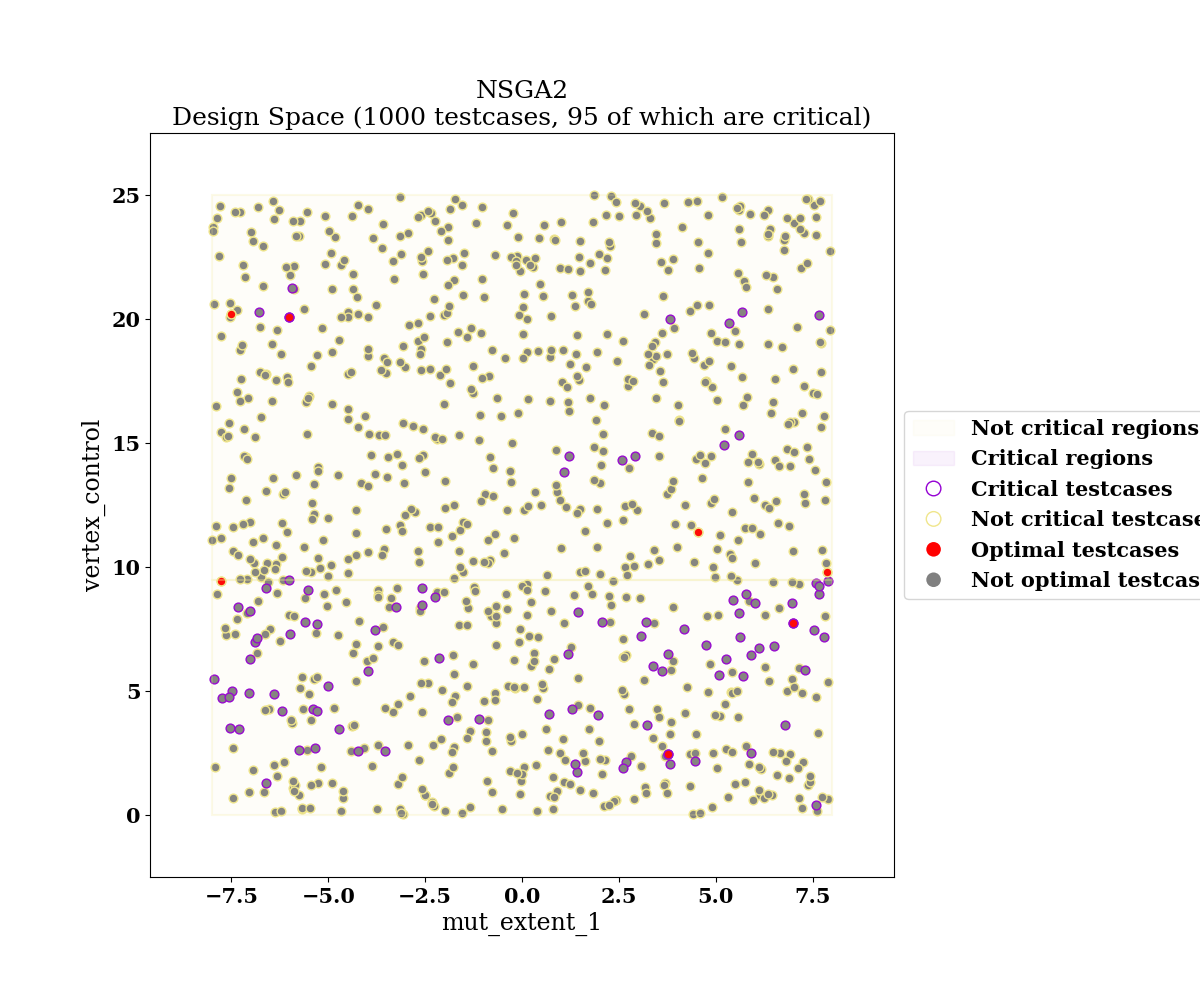 NSGA2
Design Space (1000 testcases, 95 of which are critical)
25
20
15
10
5
0
vertex_control
−7.5
−5.0
−2.5
0.0
2.5
5.0
7.5
mut_extent_1
Not critical regions
Critical regions
Critical testcases
Not critical testcase
Optimal testcases
Not optimal testcas